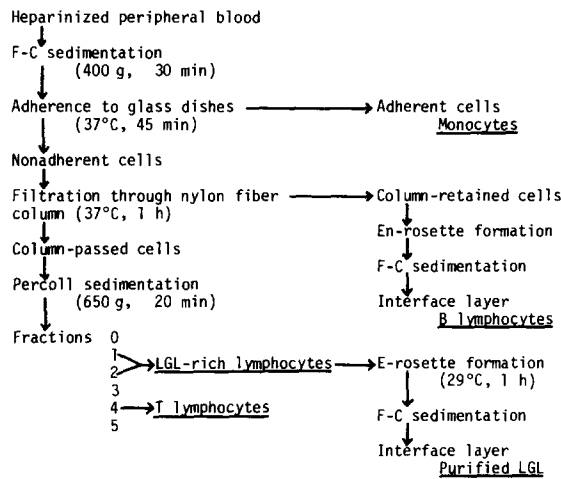 Heparinized peripheral blood
F-C sedimentation
(400 g, 30 min)
Adherence to glass dishes
(37°C, 45 min)
Adherent cells
Monocytes
Nonadherent cells
Filtration through nylon fiber
column (37°C, 1 h)
Column-retained cells
En-rosette formation
F-C sedimentation
Interface layer
B lymphocytes
Column-passed cells
Percoll sedimentation
(650 g, 20 min)
Fractions 0
1
2
3
4
5
LGL-rich lymphocytes
T lymphocytes
E-rosette formation
(29°C, 1 h)
F-C sedimentation
Interface layer
Purified LGL